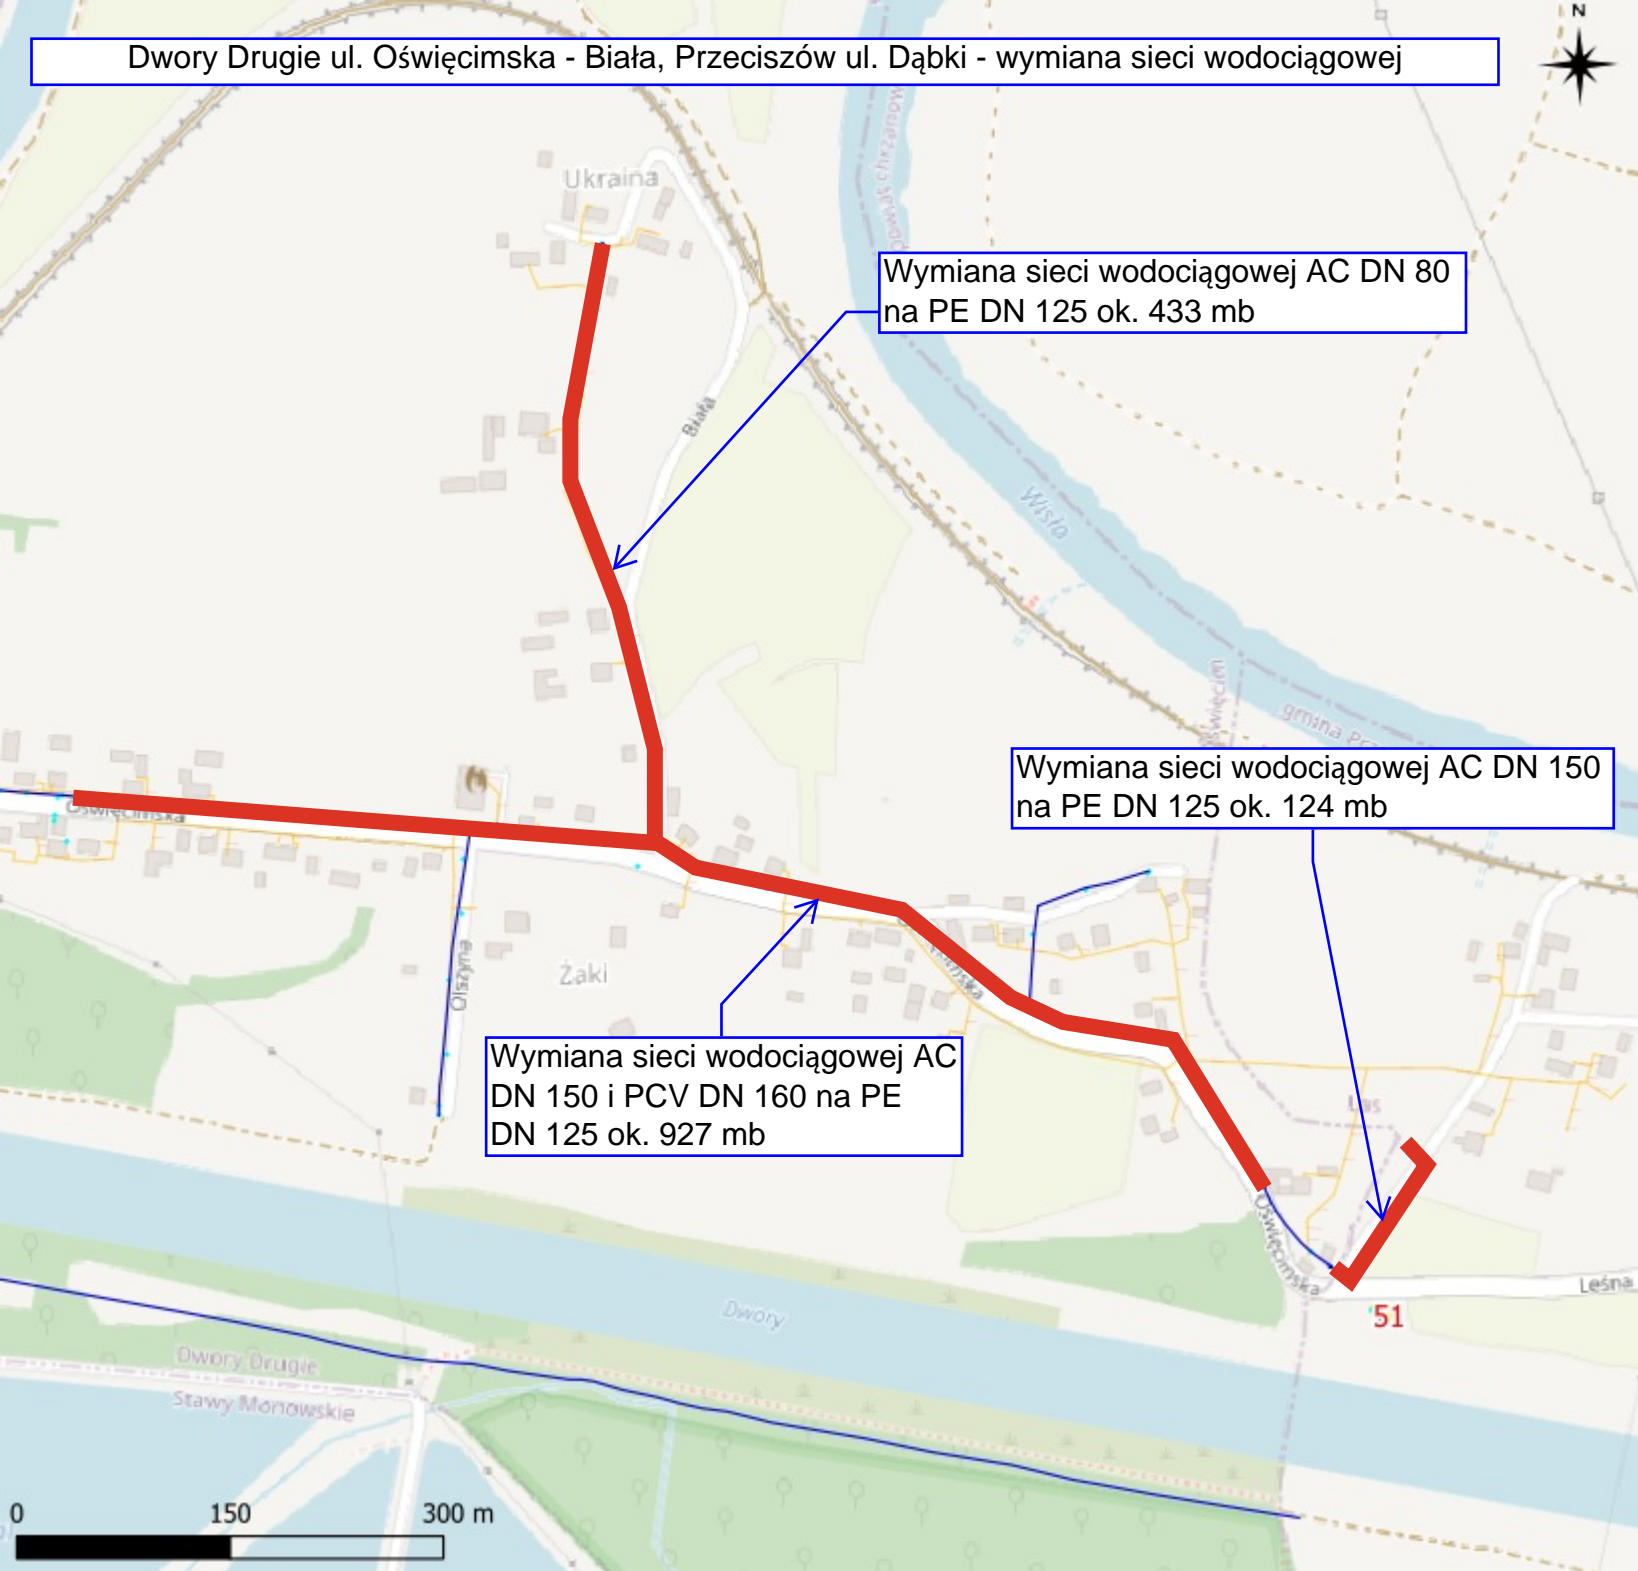 N
Dwory Drugie ul. Oświęcimska - Biała, Przeciszów ul. Dąbki - wymiana sieci wodociągowej
Ukraina
Wymiana sieci wodociągowej AC DN 80
na PE DN 125 ok. 433 mb
Biała
Wisła
Wymiana sieci wodociągowej AC DN 150
na PE DN 125 ok. 124 mb
Oświęcimska
Olszyna
Żaki
Wymiana sieci wodociągowej AC
DN 150 i PCV DN 160 na PE
DN 125 ok. 927 mb
Las
Oświęcimska
Leśna
51
Dwory
Dwory Drugie
Stawy Monowskie
0 150 300 m